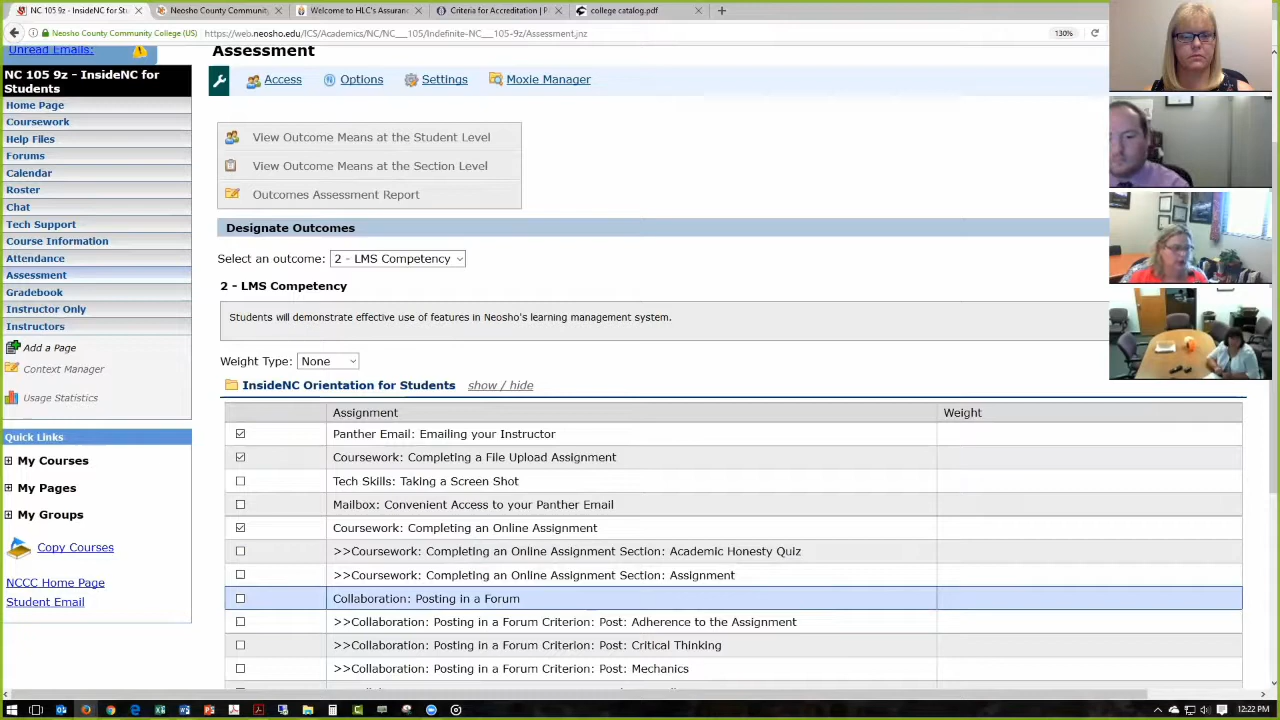 NC 105 9z - InsideNC for St
Neosho County Community
Welcome to HLC's Assuranc
Criteria for Accreditation | P
college catalog.pdf
Neosho County Community College (US)
https://web.neosho.edu/ICS/Academics/NC/NC__105/Indefinite-NC__105-9z/Assessment.jnz
130%
Unread Emails:
NC 105 9z - InsideNC for
Students
Home Page
Coursework
Help Files
Forums
Calendar
Roster
Chat
Tech Support
Course Information
Attendance
Assessment
Gradebook
Instructor Only
Instructors
Add a Page
Context Manager
Usage Statistics
Quick Links
My Courses
My Pages
My Groups
Copy Courses
NCCC Home Page
Student Email
Assessment
Access
Options
Settings
Moxie Manager
View Outcome Means at the Student Level
View Outcome Means at the Section Level
Outcomes Assessment Report
Designate Outcomes
Select an outcome: 2 - LMS Competency
2 - LMS Competency
Students will demonstrate effective use of features in Neosho's learning management system.
Weight Type: None
InsideNC Orientation for Students show / hide
Assignment Weight
Panther Email: Emailing your Instructor
Coursework: Completing a File Upload Assignment
Tech Skills: Taking a Screen Shot
Mailbox: Convenient Access to your Panther Email
Coursework: Completing an Online Assignment
>>Coursework: Completing an Online Assignment Section: Academic Honesty Quiz
>>Coursework: Completing an Online Assignment Section: Assignment
Collaboration: Posting in a Forum
>>Collaboration: Posting in a Forum Criterion: Post: Adherence to the Assignment
>>Collaboration: Posting in a Forum Criterion: Post: Critical Thinking
>>Collaboration: Posting in a Forum Criterion: Post: Mechanics
12:22 PM